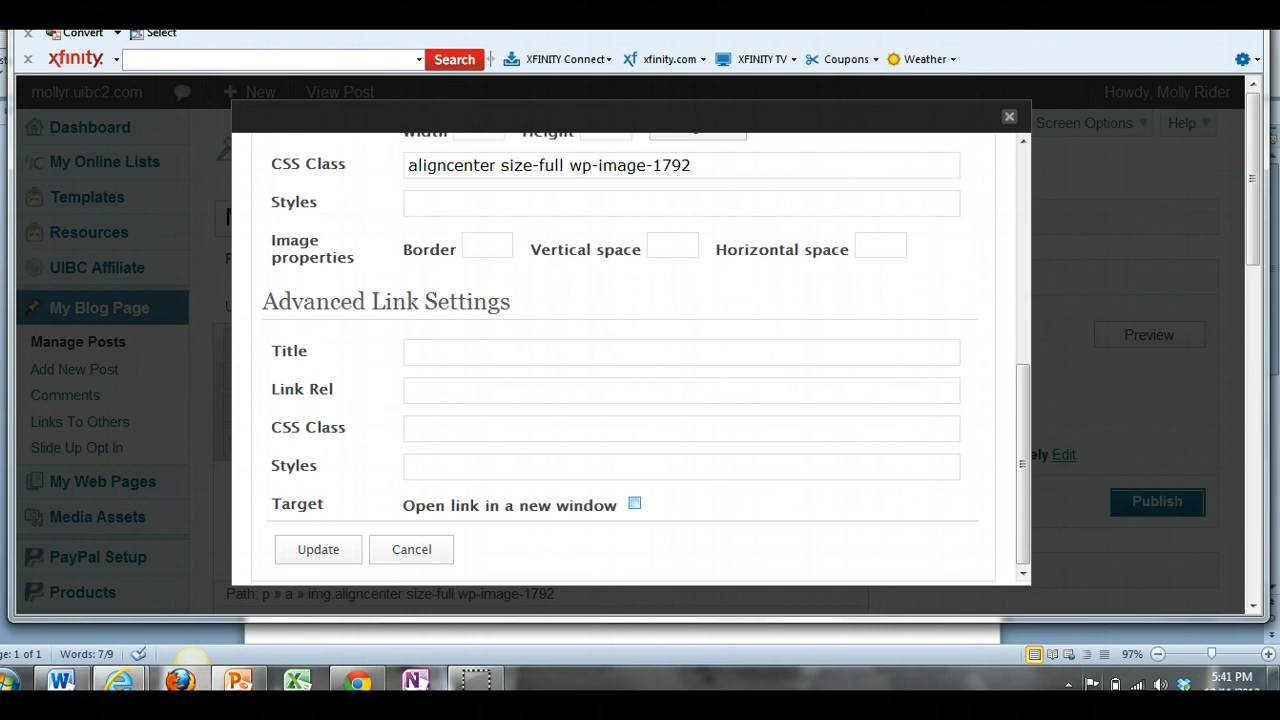 Convert Select
xfinity. Search XFINITY Connect xfinity.com XFINITY TV Coupons Weather
mollyr.uibc2.com New View Post Howdy, Molly Rider
Dashboard
Screen Options Help
My Online Lists
Templates
Resources
UIBC Affiliate
My Blog Page
Manage Posts
Add New Post
Comments
Links To Others
Slide Up Opt In
My Web Pages
Media Assets
PayPal Setup
Products
Width Height
CSS Class aligncenter size-full wp-image-1792
Styles
Image properties Border Vertical space Horizontal space
Advanced Link Settings
Title
Link Rel
CSS Class
Styles
Target Open link in a new window
Update Cancel
Preview
Edit
Publish
Path: p » a » img aligncenter size-full wp-image-1792
ge: 1 of 1 Words: 7/9 97%
5:41 PM